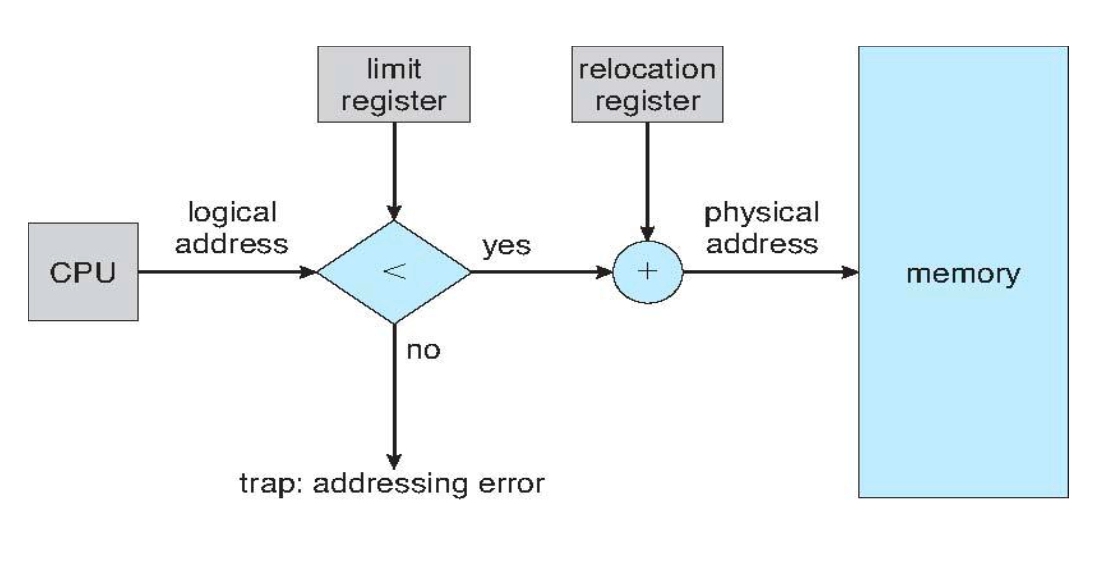 limit
register
relocation
register
logical
address
physical
address
CPU
<
yes
+
memory
no
trap: addressing error